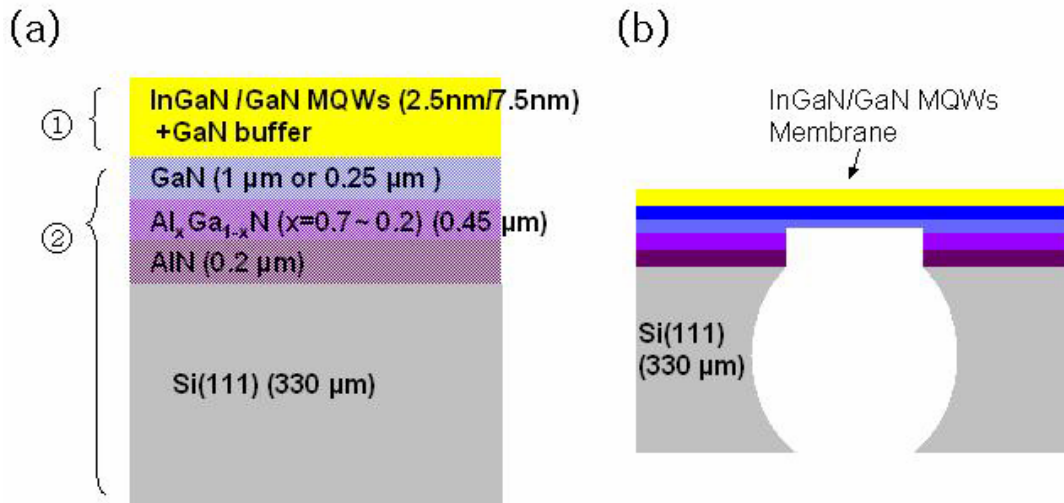 (a)
①
InGaN /GaN MQWs (2.5nm/7.5nm)
+GaN buffer
②
GaN (1 µm or 0.25 µm )
AlₓGa₁₋ₓN (x=0.7~0.2) (0.45 µm)
AlN (0.2 µm)
Si(111) (330 µm)
(b)
InGaN/GaN MQWs
Membrane
Si(111)
(330 µm)